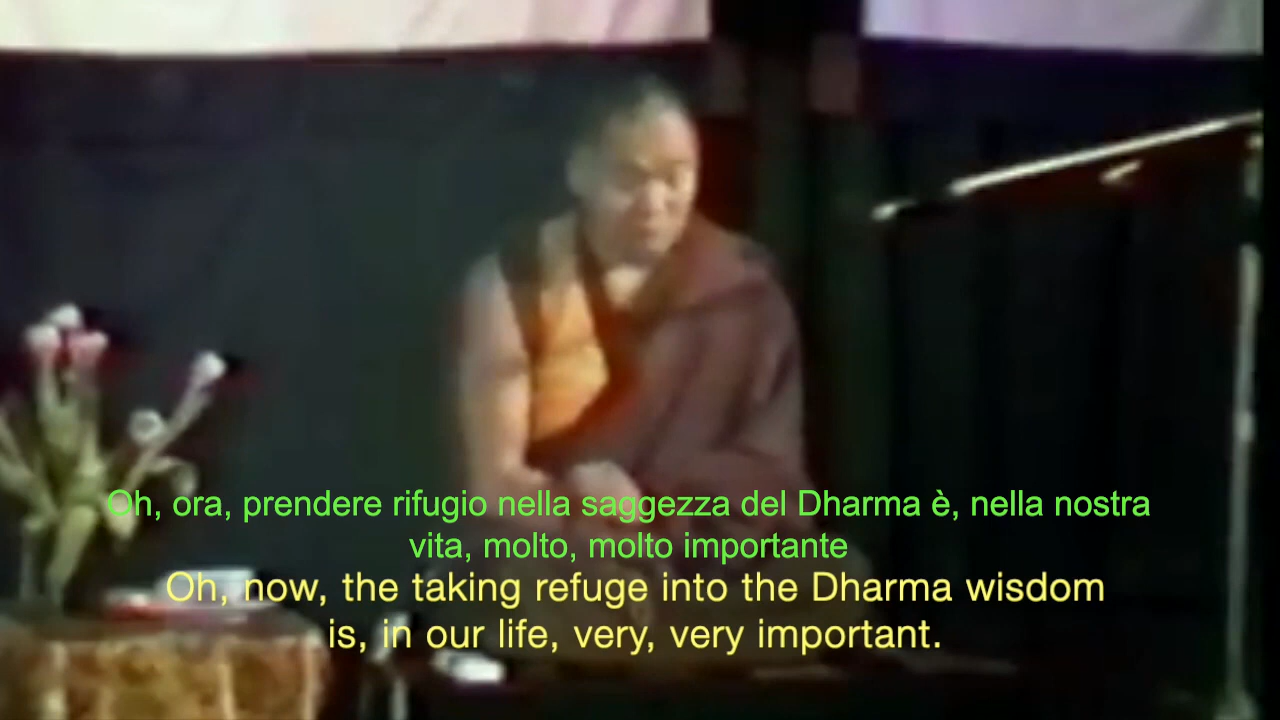 Oh, ora, prendere rifugio nella saggezza del Dharma è, nella nostra
vita, molto, molto importante
Oh, now, the taking refuge into the Dharma wisdom
is, in our life, very, very important.